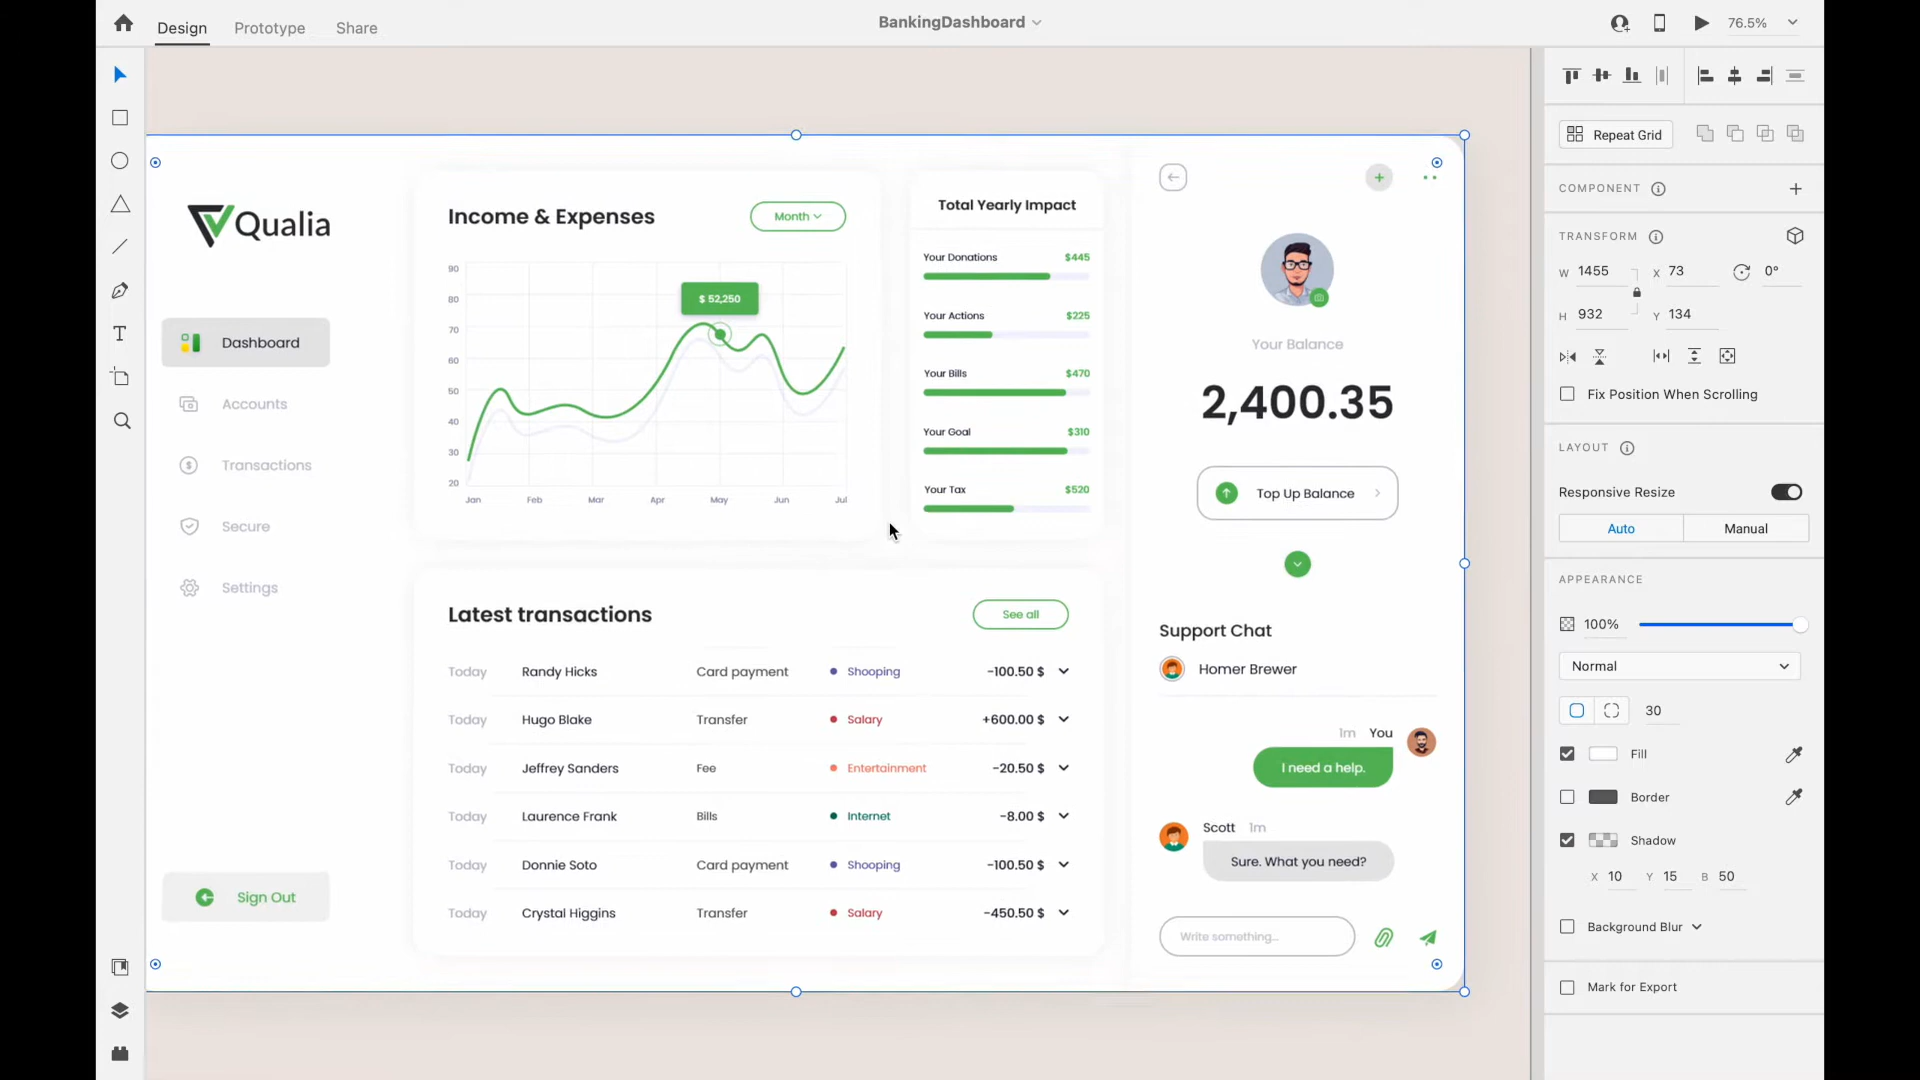 Design
Prototype
Share
BankingDashboard
76.5%
Repeat Grid
COMPONENT
TRANSFORM
W 1455
X 73
0°
H 932
Y 134
Fix Position When Scrolling
LAYOUT
Responsive Resize
Auto
Manual
APPEARANCE
100%
Normal
30
Fill
Border
Shadow
X 10
Y 15
B 50
Background Blur
Mark for Export
Qualia
Dashboard
Accounts
Transactions
Secure
Settings
Sign Out
Income & Expenses
Month
90
80
70
60
50
40
30
20
$ 52,250
Jan
Feb
Mar
Apr
May
Jun
Jul
Total Yearly Impact
Your Donations $445
Your Actions $225
Your Bills $470
Your Goal $310
Your Tax $520
Latest transactions
See all
Today Randy Hicks Card payment Shooping -100.50 $
Today Hugo Blake Transfer Salary +600.00 $
Today Jeffrey Sanders Fee Entertainment -20.50 $
Today Laurence Frank Bills Internet -8.00 $
Today Donnie Soto Card payment Shooping -100.50 $
Today Crystal Higgins Transfer Salary -450.50 $
Your Balance
2,400.35
Top Up Balance
Support Chat
Homer Brewer
1m You
I need a help.
Scott 1m
Sure. What you need?
Write something...